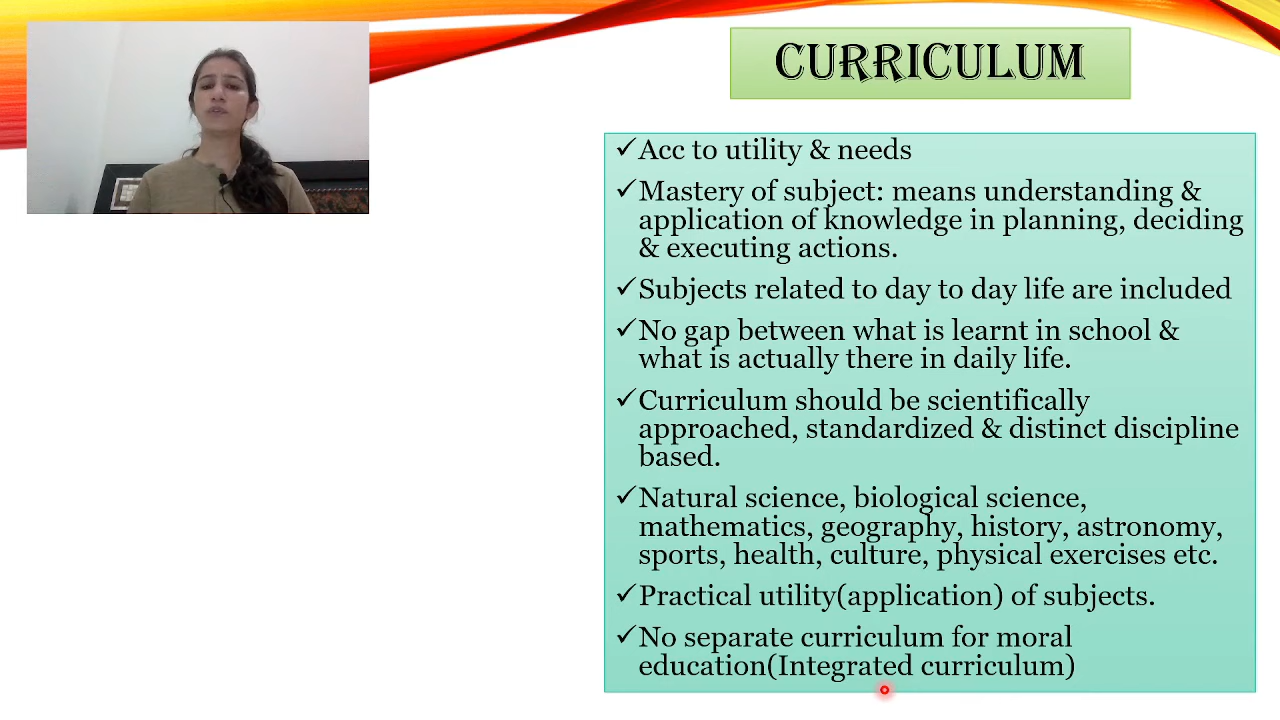 CURRICULUM
✓Acc to utility & needs
✓Mastery of subject: means understanding &
application of knowledge in planning, deciding
& executing actions.
✓Subjects related to day to day life are included
✓No gap between what is learnt in school &
what is actually there in daily life.
✓Curriculum should be scientifically
approached, standardized & distinct discipline
based.
✓Natural science, biological science,
mathematics, geography, history, astronomy,
sports, health, culture, physical exercises etc.
✓Practical utility(application) of subjects.
✓No separate curriculum for moral
education(Integrated curriculum)